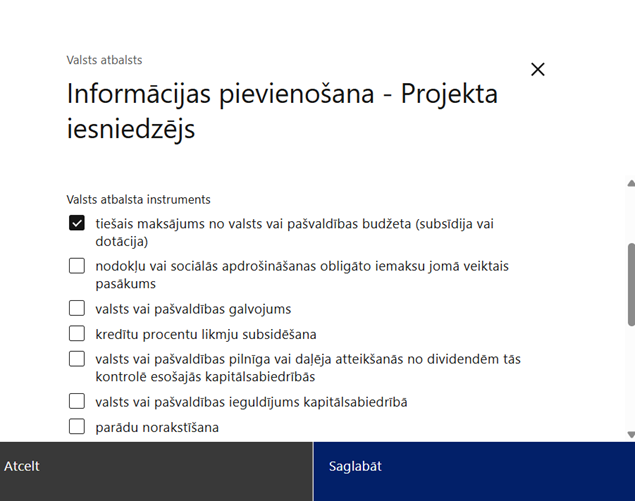 Valsts atbalsts
Informācijas pievienošana - Projekta
iesniedzējs
Valsts atbalsta instruments
tiešais maksājums no valsts vai pašvaldības budžeta (subsīdija vai
dotācija)
nodokļu vai sociālās apdrošināšanas obligāto iemaksu jomā veiktais
pasākums
valsts vai pašvaldības galvojums
kredītu procentu likmju subsidēšana
valsts vai pašvaldības pilnīga vai daļēja atteikšanās no dividendēm tās
kontrolē esošajās kapitālsabiedrībās
valsts vai pašvaldības ieguldījums kapitālsabiedrībā
parādu norakstīšana
Atcelt
Saglabāt